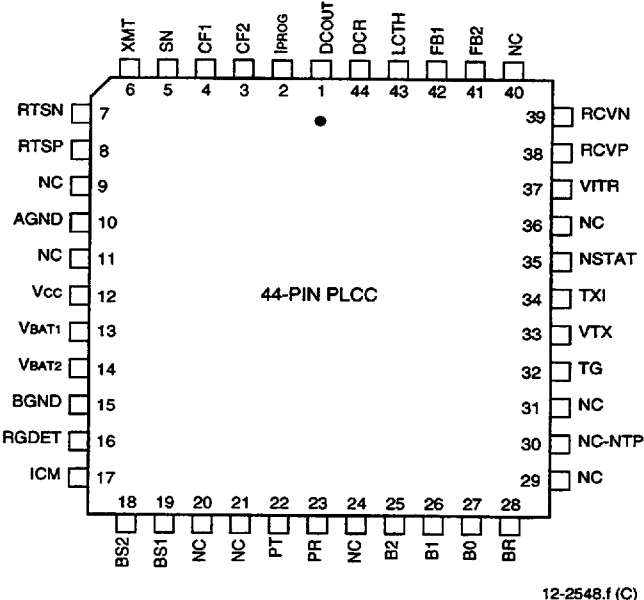 XMT SN CF1 CF2 IPROG DCOUT DCR LCTH FB1 FB2 NC
6 5 4 3 2 1 44 43 42 41 40
RTSN 7 39 RCVN
RTSP 8 38 RCVP
NC 9 37 VITR
AGND 10 36 NC
NC 11 35 NSTAT
VCC 12 44-PIN PLCC 34 TXI
VBAT1 13 33 VTX
VBAT2 14 32 TG
BGND 15 31 NC
RGDET 16 30 NC-NTP
ICM 17 29 NC
18 19 20 21 22 23 24 25 26 27 28
BS2 BS1 NC NC PT PR NC B2 B1 B0 BR
12-2548.f (C)